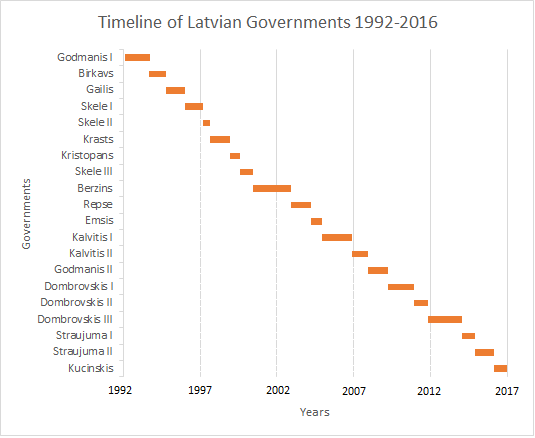 Timeline of Latvian Governments 1992-2016
Governments
Godmanis I
Birkavs
Gailis
Skele I
Skele II
Krasts
Kristopans
Skele III
Berzins
Repse
Emsis
Kalvitis I
Kalvitis II
Godmanis II
Dombrovskis I
Dombrovskis II
Dombrovskis III
Straujuma I
Straujuma II
Kucinskis
1992 1997 2002 2007 2012 2017
Years